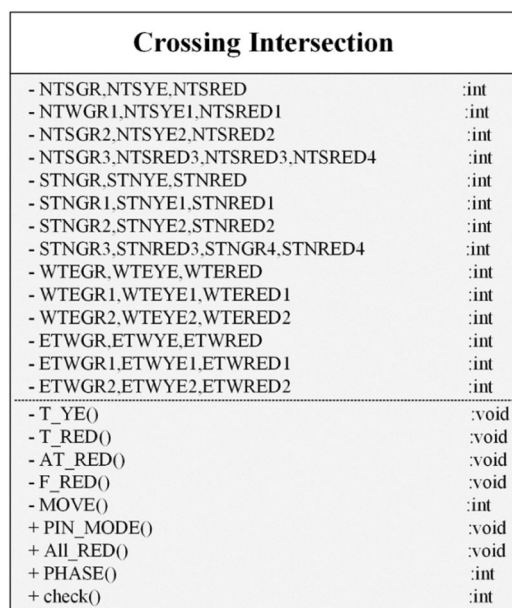 Crossing Intersection
- NTSGR,NTSYE,NTSRED :int
- NTWGR1,NTSYE1,NTSRED1 :int
- NTSGR2,NTSYE2,NTSRED2 :int
- NTSGR3,NTSRED3,NTSRED3,NTSRED4 :int
- STNGR,STNYE,STNRED :int
- STNGR1,STNYE1,STNRED1 :int
- STNGR2,STNYE2,STNRED2 :int
- STNGR3,STNRED3,STNGR4,STNRED4 :int
- WTEGR,WTEYE,WTERED :int
- WTEGR1,WTEYE1,WTERED1 :int
- WTEGR2,WTEYE2,WTERED2 :int
- ETWGR,ETWYE,ETWRED :int
- ETWGR1,ETWYE1,ETWRED1 :int
- ETWGR2,ETWYE2,ETWRED2 :int
- T_YE() :void
- T_RED() :void
- AT_RED() :void
- F_RED() :void
- MOVE() :int
+ PIN_MODE() :void
+ All_RED() :void
+ PHASE() :int
+ check() :int